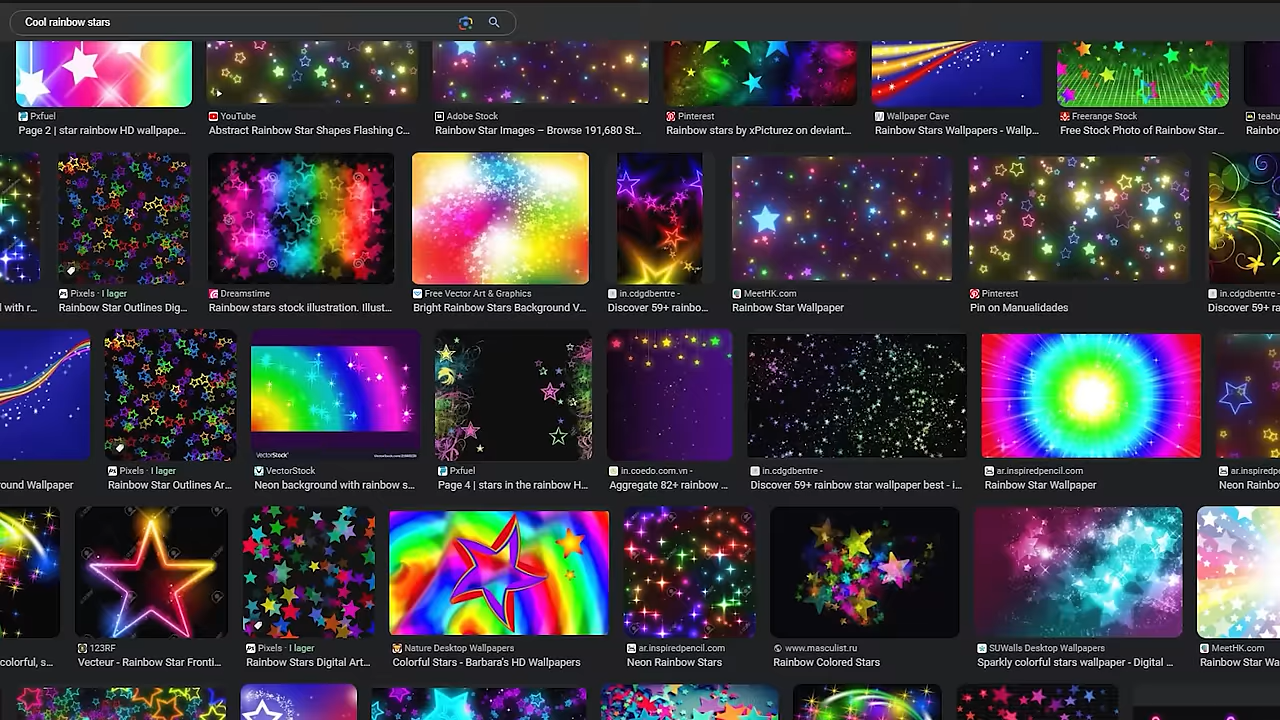 Cool rainbow stars
Pxfuel
Page 2 | star rainbow HD wallpape...
YouTube
Abstract Rainbow Star Shapes Flashing C...
Adobe Stock
Rainbow Star Images – Browse 191,680 St...
Pinterest
Rainbow stars by xPicturez on deviant...
Wallpaper Cave
Rainbow Stars Wallpapers - Wallp...
Freerange Stock
Free Stock Photo of Rainbow Star...
teahu
Rainbo
l with r...
Pixels · I lager
Rainbow Star Outlines Dig...
Dreamstime
Rainbow stars stock illustration. Illust...
Free Vector Art & Graphics
Bright Rainbow Stars Background V...
in.cdgdbentre -
Discover 59+ rainbo...
MeetHK.com
Rainbow Star Wallpaper
Pinterest
Pin on Manualidades
in.cdgdbentre -
Discover 59+ ra
ound Wallpaper
Pixels · I lager
Rainbow Star Outlines Ar...
VectorStock
Neon background with rainbow s...
Pxfuel
Page 4 | stars in the rainbow H...
in.coedo.com.vn -
Aggregate 82+ rainbow ...
in.cdgdbentre -
Discover 59+ rainbow star wallpaper best - i...
ar.inspiredpencil.com
Rainbow Star Wallpaper
ar.inspired
Neon Rainbo
colorful, s...
123RF
Vecteur - Rainbow Star Fronti...
Pixels · I lager
Rainbow Stars Digital Art...
Nature Desktop Wallpapers
Colorful Stars - Barbara's HD Wallpapers
ar.inspiredpencil.com
Neon Rainbow Stars
www.masculist.ru
Rainbow Colored Stars
SUWalls Desktop Wallpapers
Sparkly colorful stars wallpaper - Digital ...
MeetHK.com
Rainbow Star Wa